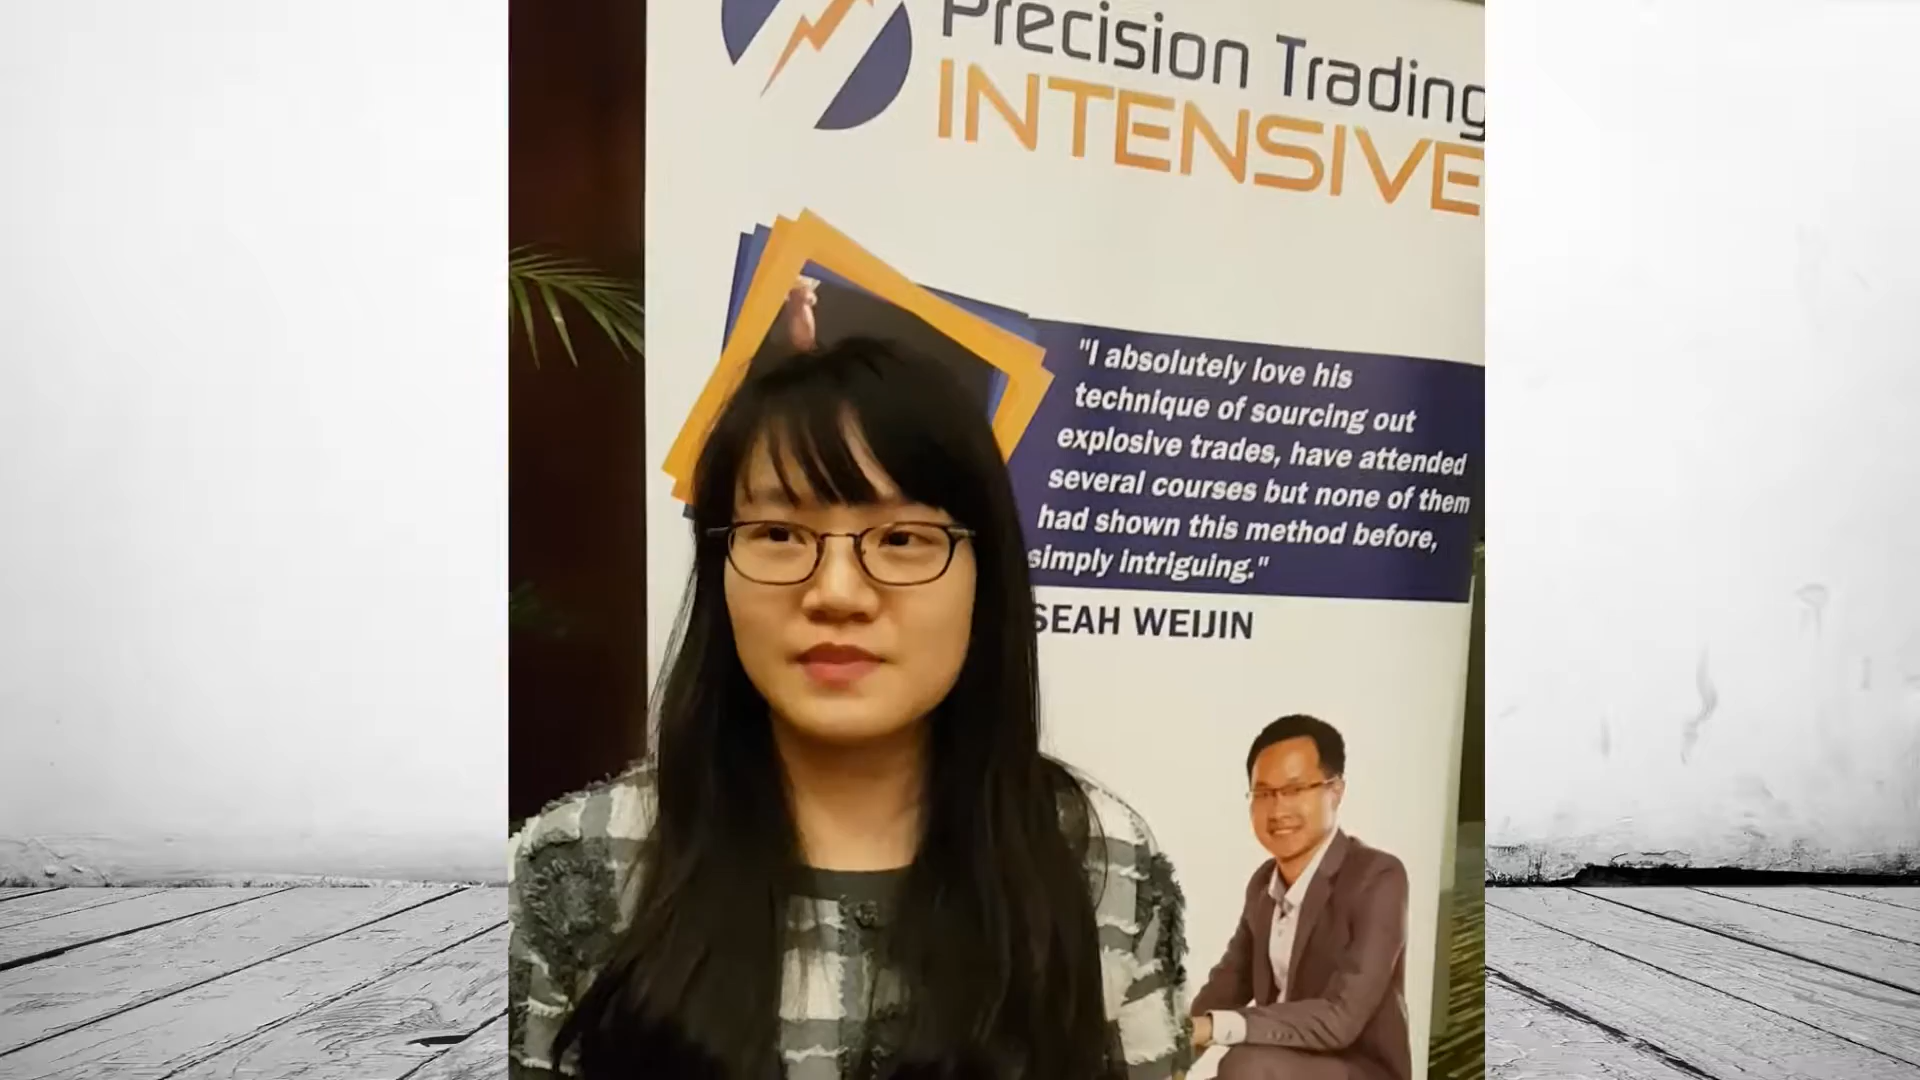 Precision Trading
INTENSIVE
"I absolutely love his
technique of sourcing out
explosive trades, have attended
several courses but none of them
had shown this method before,
simply intriguing."
SEAH WEIJIN